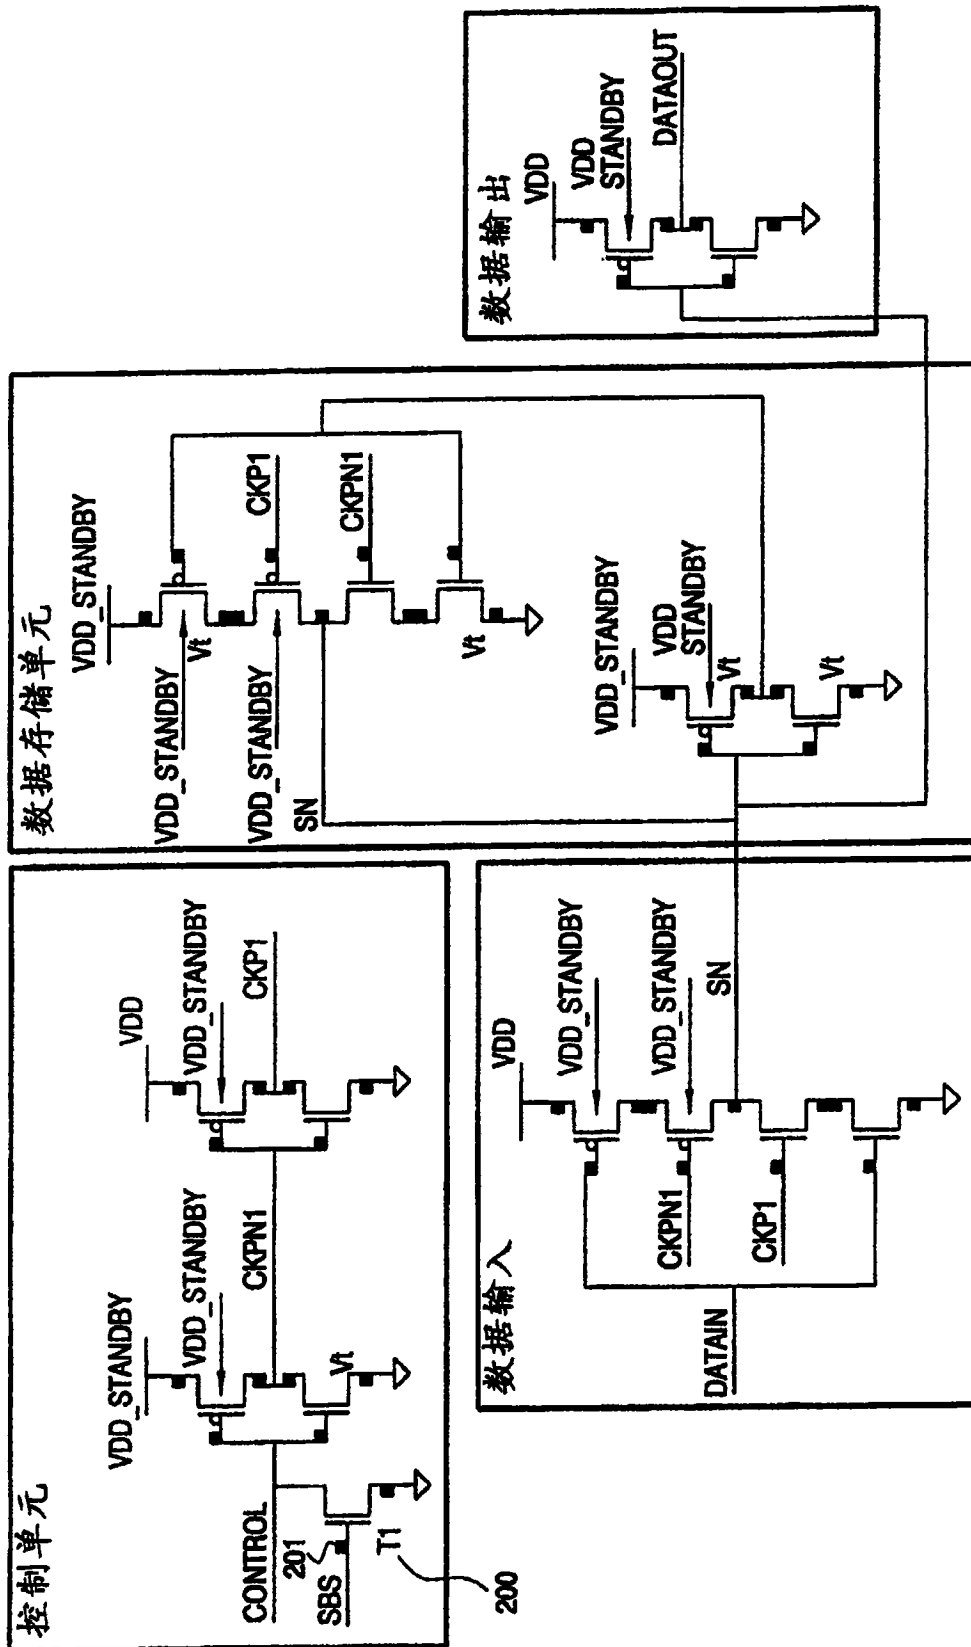 控制单元
CONTROL
201
SBS
T1
200
VDD_STANDBY
VDD_STANDBY
Vt
CKPN1
VDD
VDD_STANDBY
CKP1
数据存储单元
VDD_STANDBY
VDD_STANDBY
Vt
VDD_STANDBY
CKP1
CKPN1
SN
Vt
VDD_STANDBY
VDD
STANDBY
Vt
Vt
数据输入
DATAIN
VDD
VDD_STANDBY
VDD_STANDBY
CKPN1
CKP1
SN
数据输出
VDD
VDD
STANDBY
DATAOUT